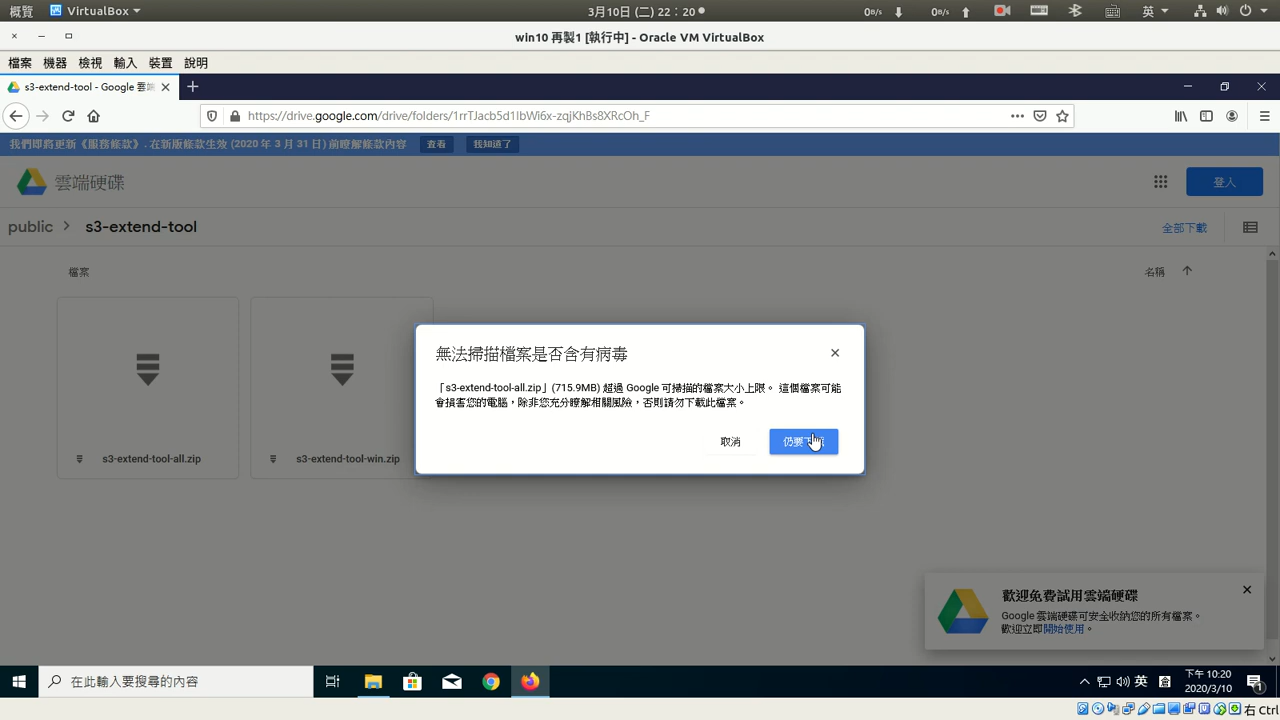 概覽 VirtualBox 3月10日 (二) 22：20 0B/s 0B/s 英
win10 再製1 [執行中] - Oracle VM VirtualBox
檔案 機器 檢視 輸入 裝置 說明
s3-extend-tool - Google 雲端
https://drive.google.com/drive/folders/1rrTJacb5d1IbWi6x-zqjKhBs8XRcOh_F
我們即將更新《服務條款》. 在新版條款生效 (2020 年 3 月 31 日) 前瞭解條款內容 查看 我知道了
雲端硬碟 登入
public s3-extend-tool 全部下載
檔案 名稱
無法掃描檔案是否含有病毒
「s3-extend-tool-all.zip」(715.9MB) 超過 Google 可掃描的檔案大小上限。 這個檔案可能
會損害您的電腦，除非您充分瞭解相關風險，否則請勿下載此檔案。
取消 仍要
s3-extend-tool-all.zip s3-extend-tool-win.zip
歡迎免費試用雲端硬碟
Google 雲端硬碟可安全收納您的所有檔案。
歡迎立即開始使用。
在此輸入要搜尋的內容 英 下午 10:20
2020/3/10 1
右 Ctrl